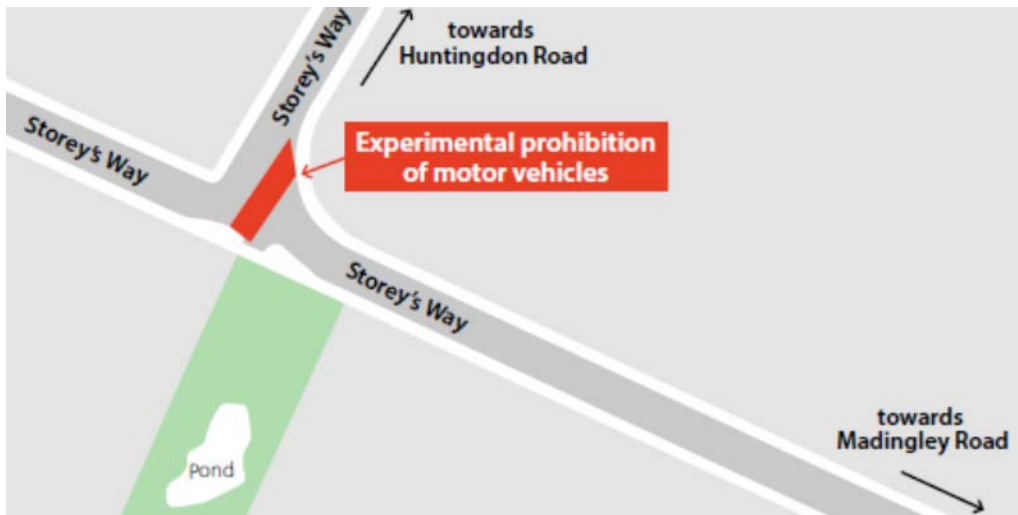 towards
Huntingdon Road
Storey's Way
Storey's Way
Experimental prohibition
of motor vehicles
Storey's Way
towards
Madingley Road
Pond